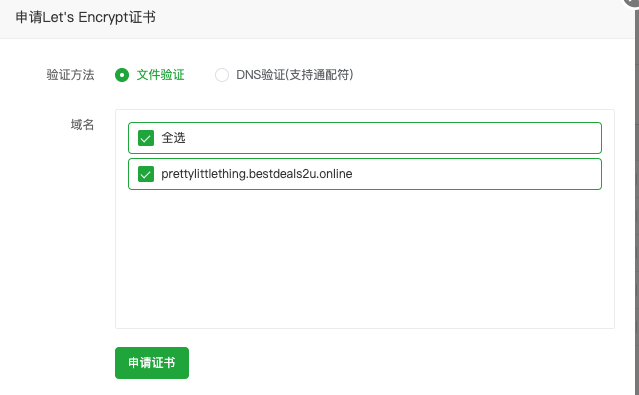 申请Let's Encrypt证书
验证方法 文件验证 DNS验证(支持通配符)
域名 全选
prettylittlething.bestdeals2u.online
申请证书